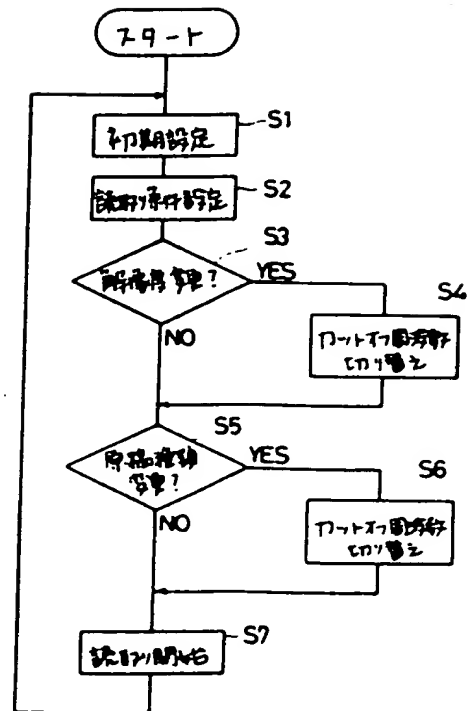 スタート
S1
初期設定
S2
読取り条件設定
S3
解像度変更?
YES
S4
NO
カットオフ周波数
切り替え
S5
原稿種類
変更?
YES
S6
NO
カットオフ周波数
切り替え
S7
読取り開始